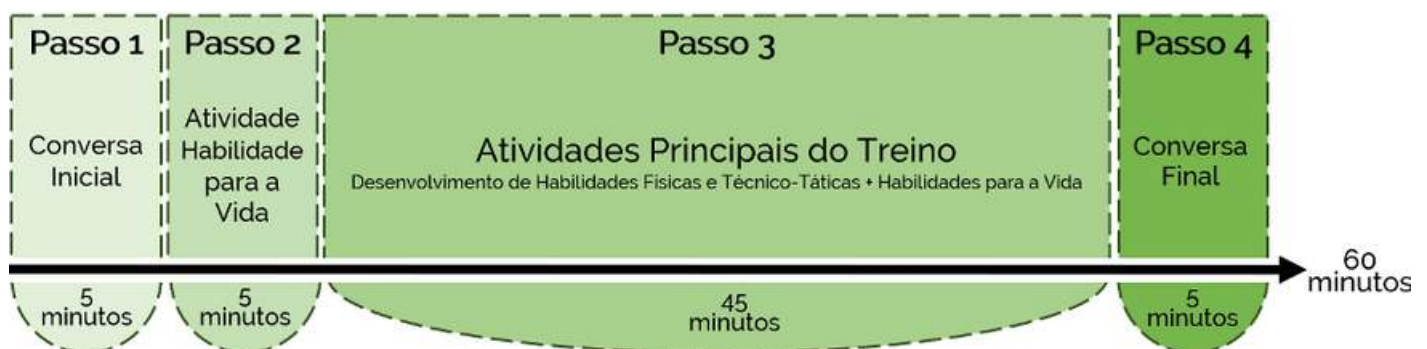 Passo 1
Conversa
Inicial
5
minutos
Passo 2
Atividade
Habilidade
para a
Vida
5
minutos
Passo 3
Atividades Principais do Treino
Desenvolvimento de Habilidades Físicas e Técnico-Táticas + Habilidades para a Vida
45
minutos
Passo 4
Conversa
Final
5
minutos
60
minutos